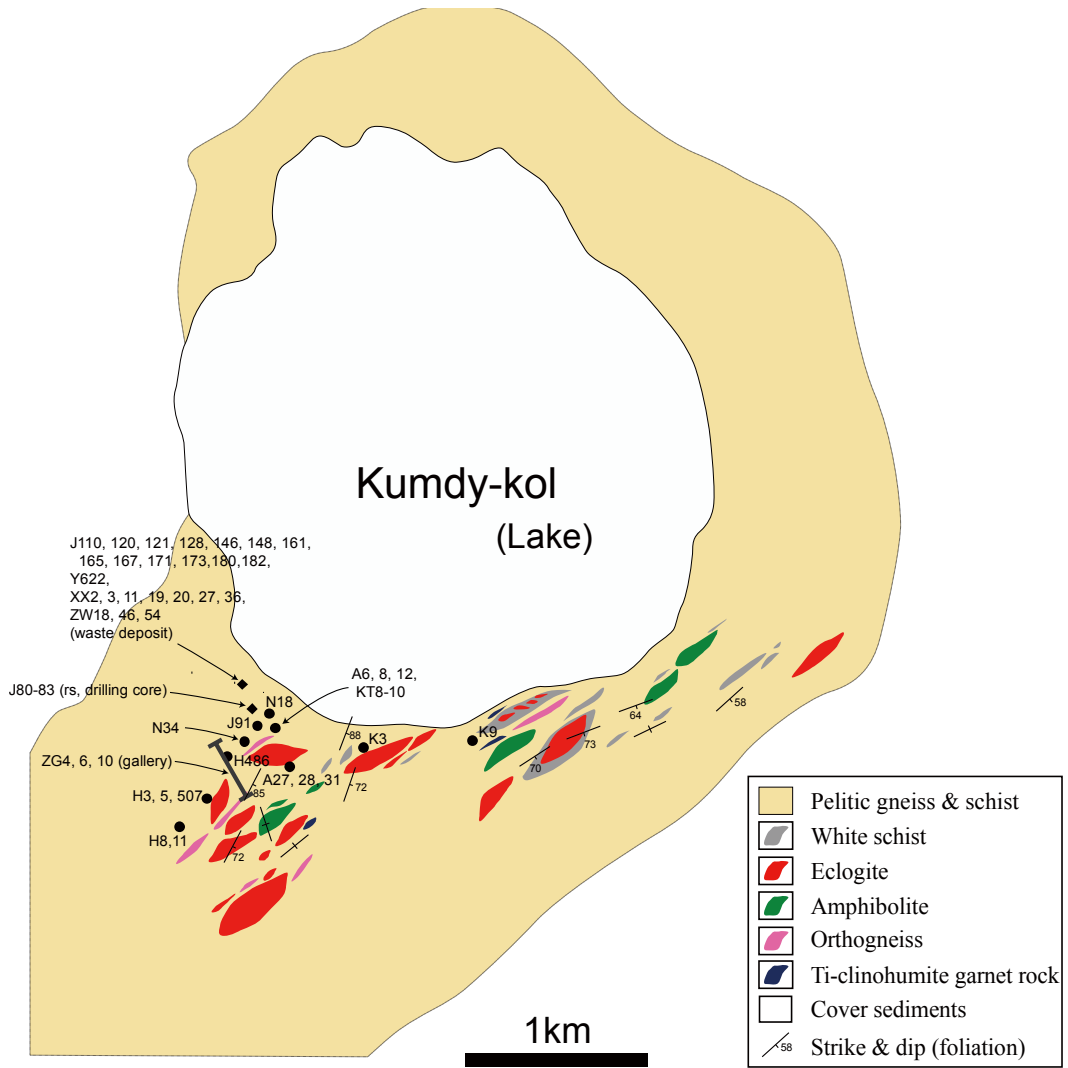 Kumdy-kol
(Lake)
J110, 120, 121, 128, 146, 148, 161,
165, 167, 171, 173,180,182,
Y622,
XX2, 3, 11, 19, 20, 27, 36,
ZW18, 46, 54
(waste deposit)
A6, 8, 12,
KT8-10
J80-83 (rs, drilling core)
N18
J91
N34
ZG4, 6, 10 (gallery)
H486
K3
K9
A27, 28, 31
H3, 5, 507
H8,11
88
72
85
72
70
73
64
58
Pelitic gneiss & schist
White schist
Eclogite
Amphibolite
Orthogneiss
Ti-clinohumite garnet rock
Cover sediments
58
Strike & dip (foliation)
1km